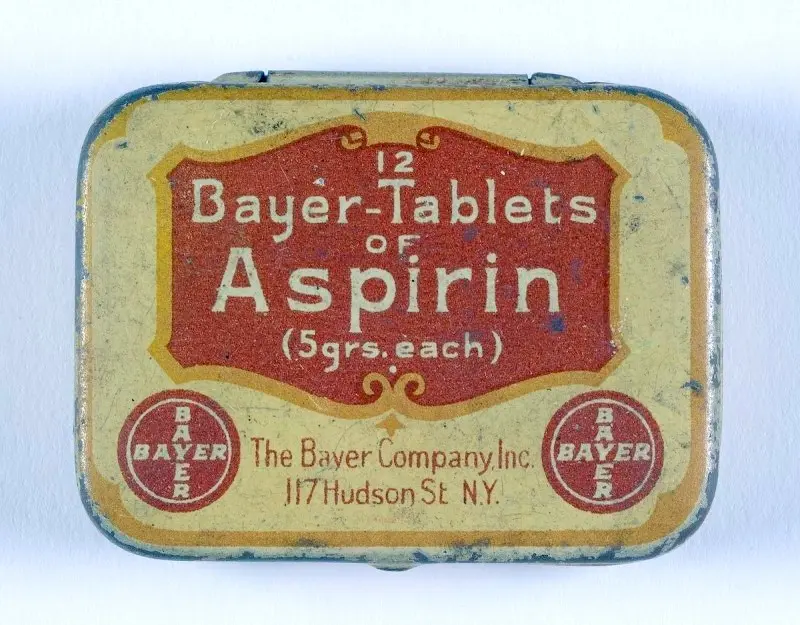 12
Bayer-Tablets
OF
Aspirin
(5grs. each)
BAYER
BAYER
The Bayer Company, Inc.
117 Hudson St. N.Y.
BAYER
BAYER